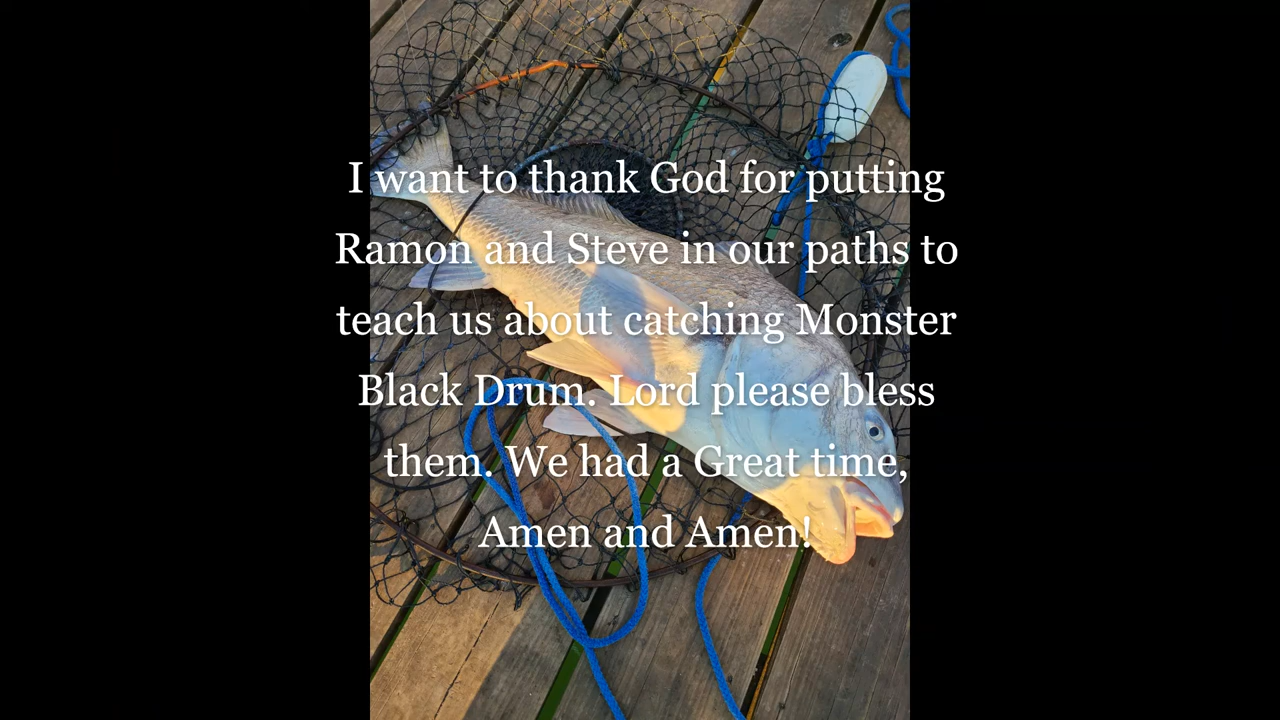 I want to thank God for putting
Ramon and Steve in our paths to
teach us about catching Monster
Black Drum. Lord please bless
them. We had a Great time,
Amen and Amen!